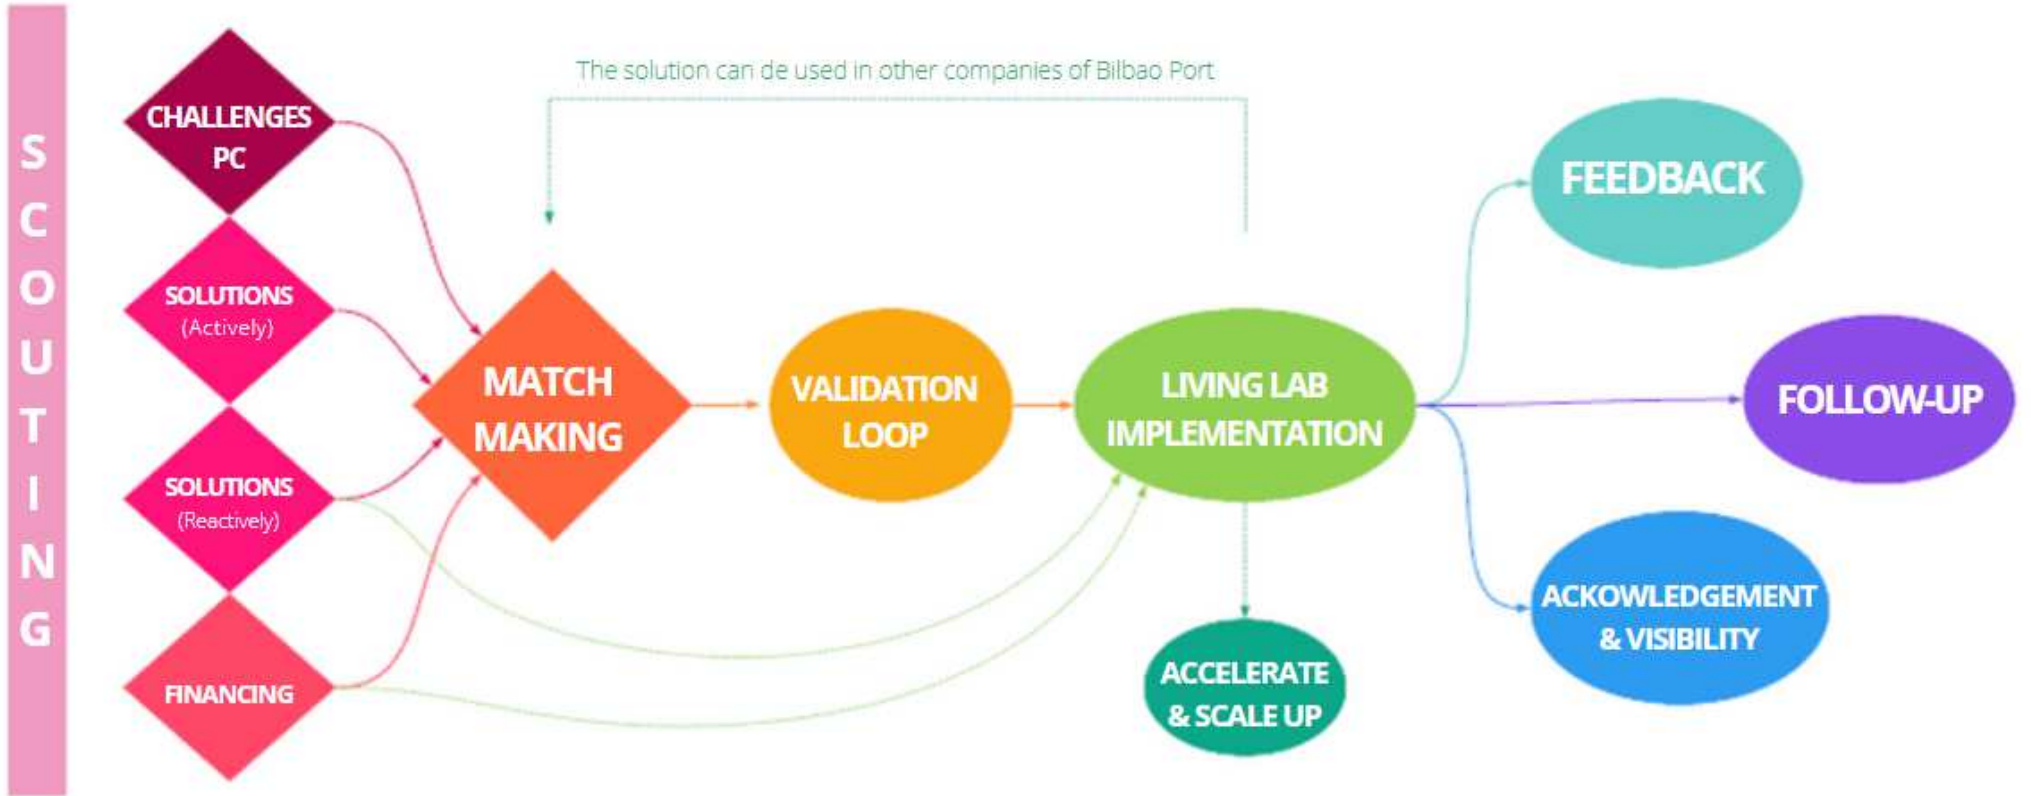 SCOUTING
CHALLENGES
PC
SOLUTIONS
(Actively)
SOLUTIONS
(Reactively)
FINANCING
The solution can de used in other companies of Bilbao Port
MATCH
MAKING
VALIDATION
LOOP
LIVING LAB
IMPLEMENTATION
ACCELERATE
& SCALE UP
FEEDBACK
FOLLOW-UP
ACKOWLEDGEMENT
& VISIBILITY